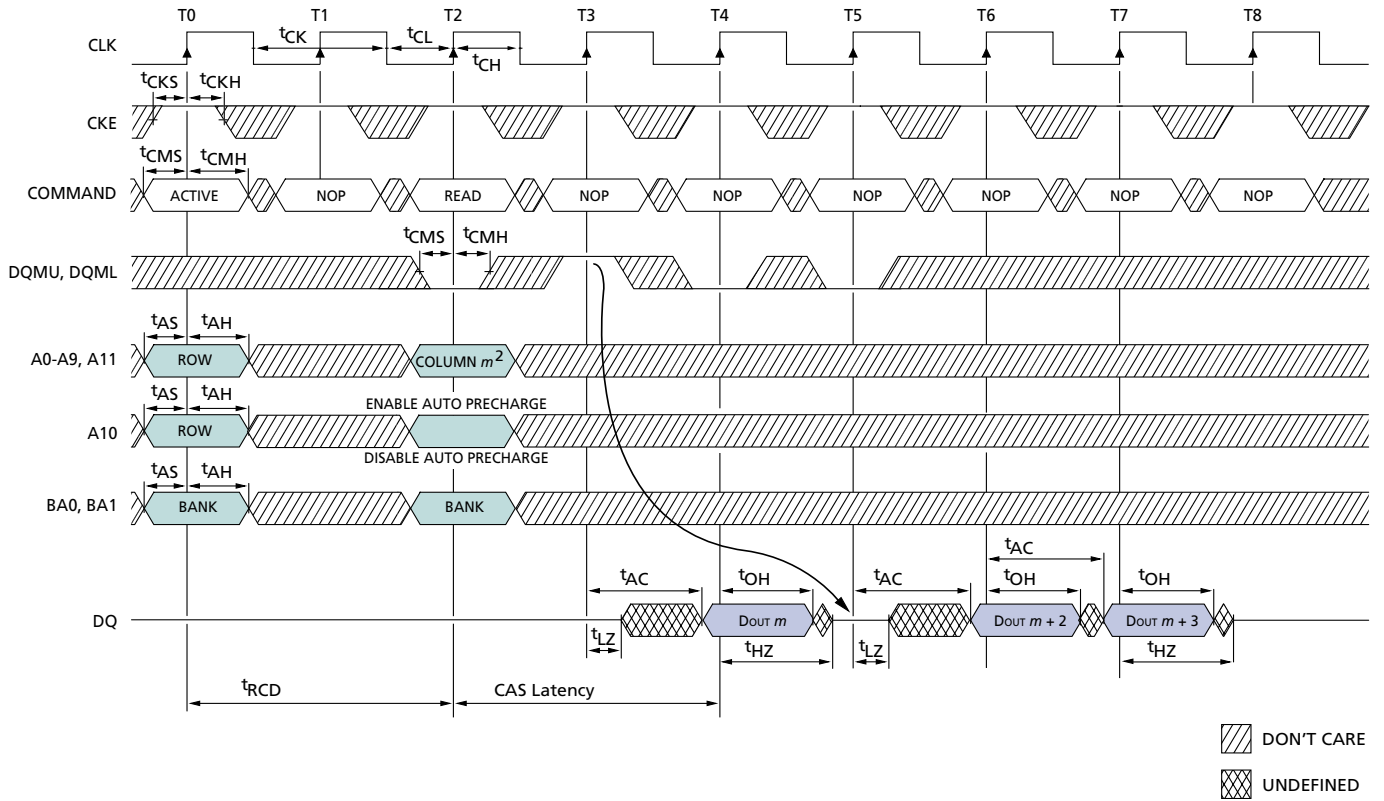 T0 T1 T2 T3 T4 T5 T6 T7 T8
CLK tCK tCL tCH
tCKS tCKH
CKE
tCMS tCMH
COMMAND ACTIVE NOP READ NOP NOP NOP NOP NOP NOP
tCMS tCMH
DQMU, DQML
tAS tAH
A0-A9, A11 ROW COLUMN m2
tAS tAH ENABLE AUTO PRECHARGE
A10 ROW
DISABLE AUTO PRECHARGE
tAS tAH
BA0, BA1 BANK BANK
tAC
tAC tOH tAC tOH tOH
DQ DOUT m DOUT m + 2 DOUT m + 3
tLZ tHZ tLZ tHZ
tRCD CAS Latency
DON'T CARE
UNDEFINED